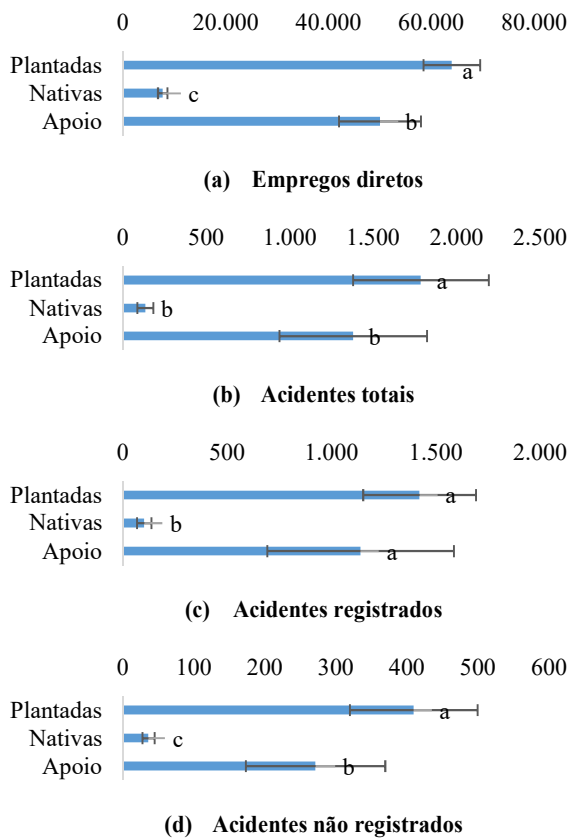 0 20.000 40.000 60.000 80.000
Plantadas a
Nativas c
Apoio b
(a) Empregos diretos
0 500 1.000 1.500 2.000 2.500
Plantadas a
Nativas b
Apoio b
(b) Acidentes totais
0 500 1.000 1.500 2.000
Plantadas a
Nativas b
Apoio a
(c) Acidentes registrados
0 100 200 300 400 500 600
Plantadas a
Nativas c
Apoio b
(d) Acidentes não registrados